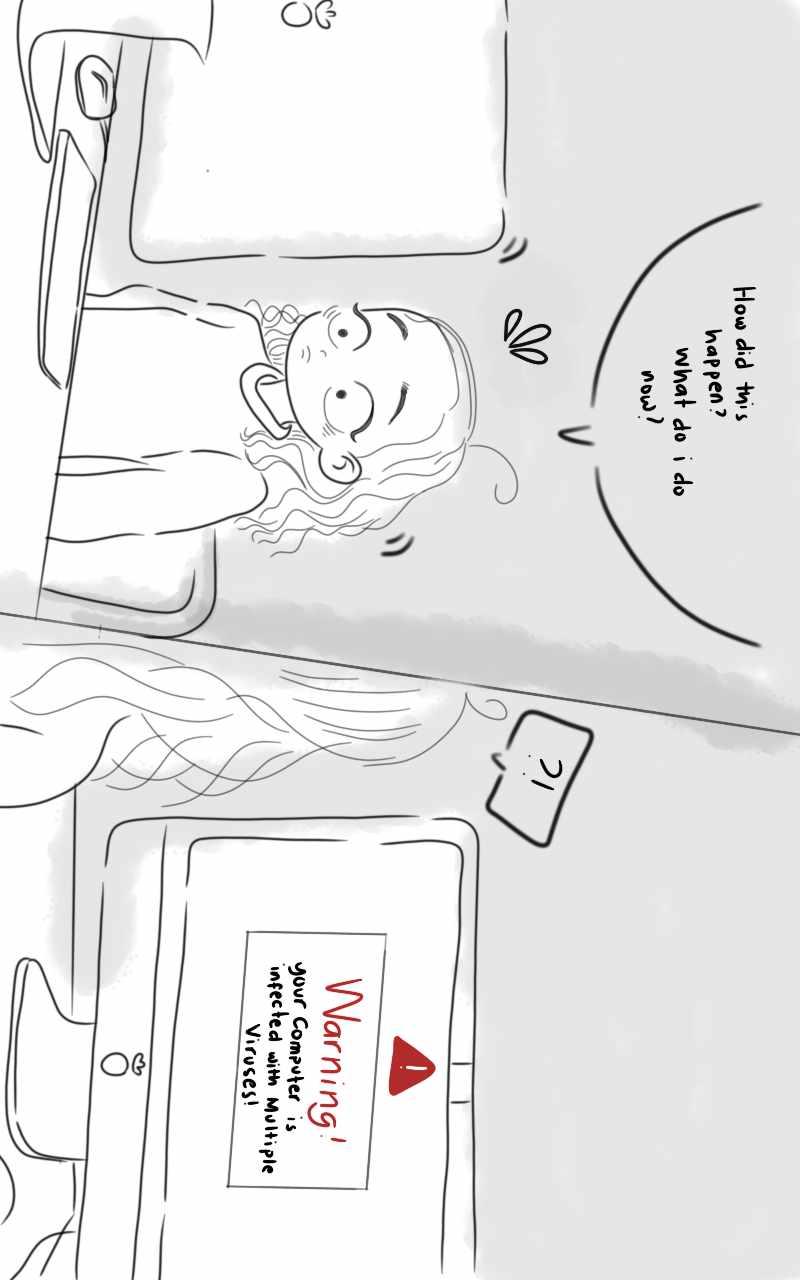 How did this
happen?
what do i do
now?
?!
!
Warning!
your Computer is
infected with Multiple
Viruses!